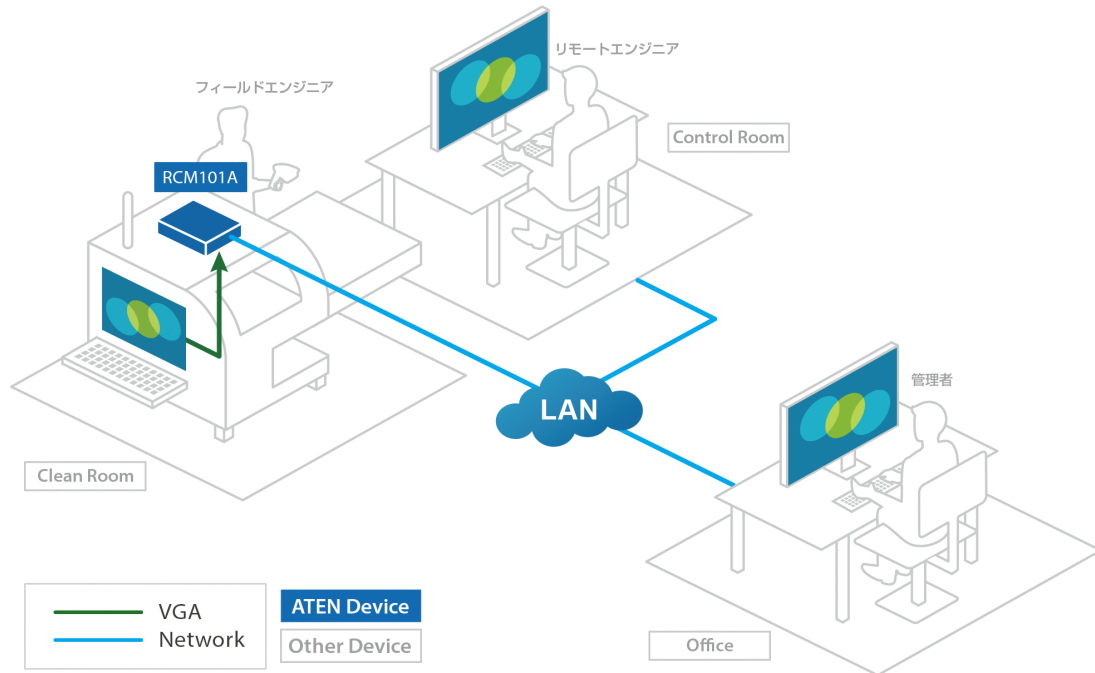 リモートエンジニア
フィールドエンジニア
Control Room
RCM101A
管理者
LAN
Clean Room
VGA
Network
ATEN Device
Other Device
Office